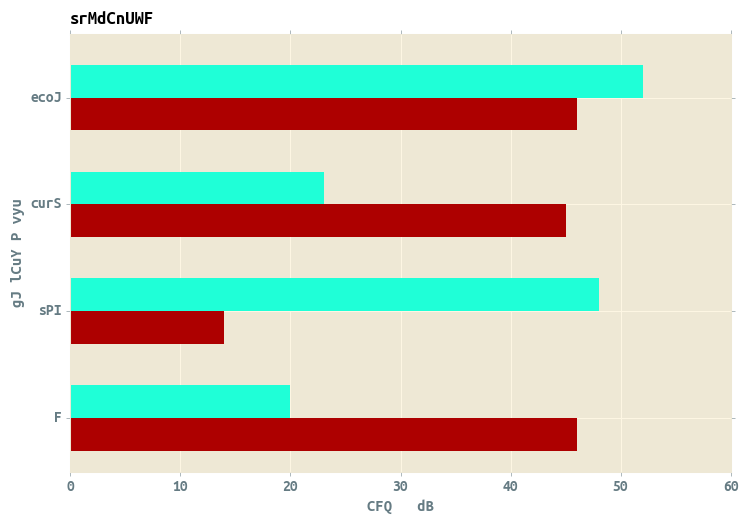 srMdCnUWF
ecoJ
curS
sPI
F
gJ lCuY P vyu
0 10 20 30 40 50 60
CFQ   dB